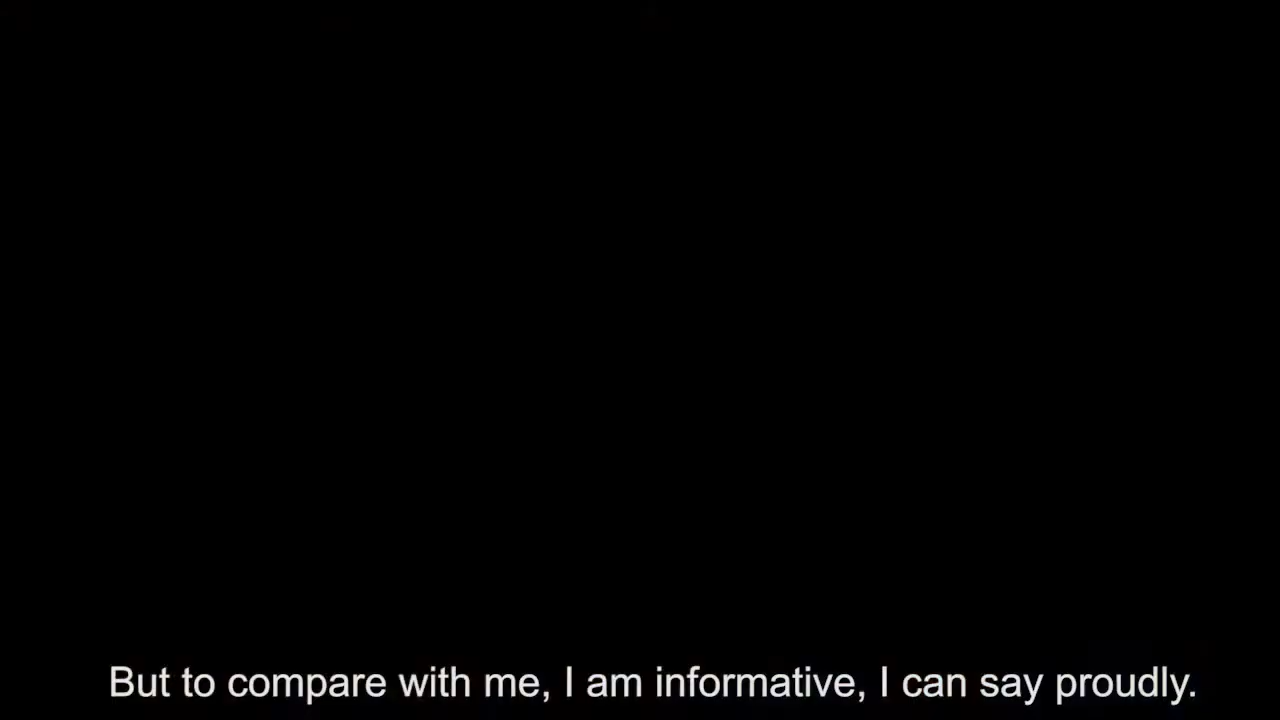 But to compare with me, I am informative, I can say proudly.